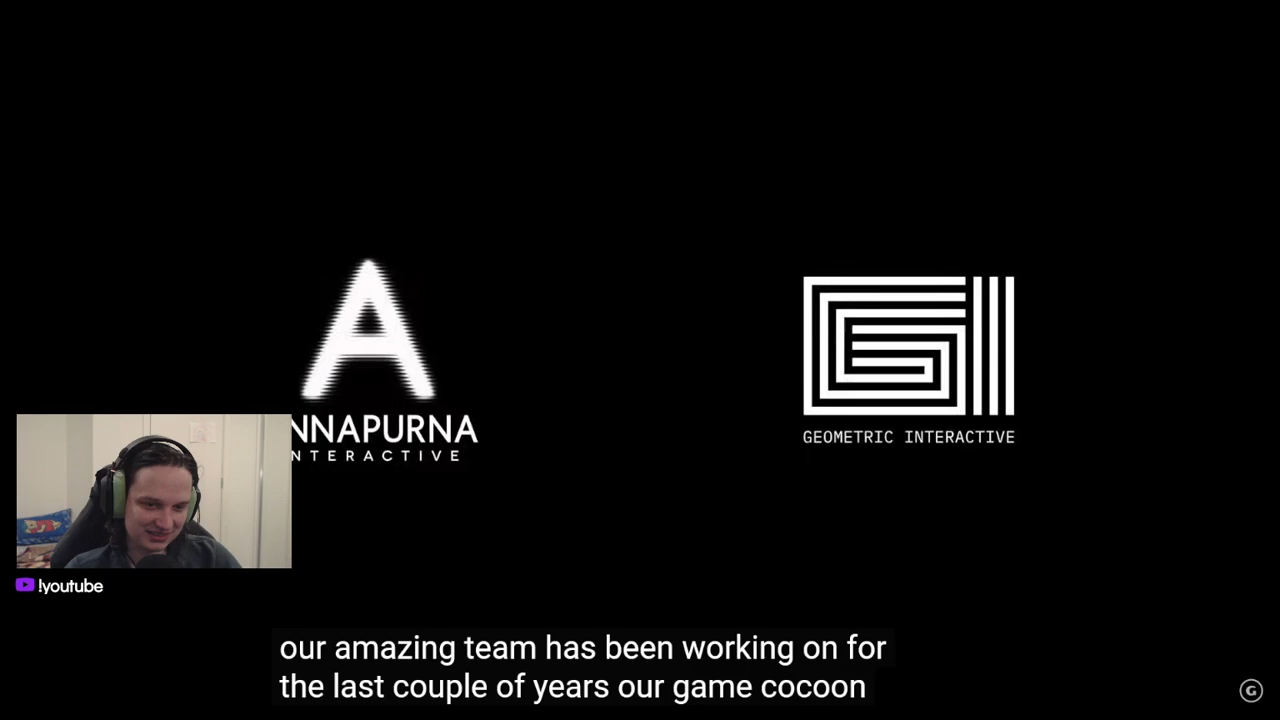 NNAPURNA
NTERACTIVE
GEOMETRIC INTERACTIVE
!youtube
our amazing team has been working on for
the last couple of years our game cocoon
G